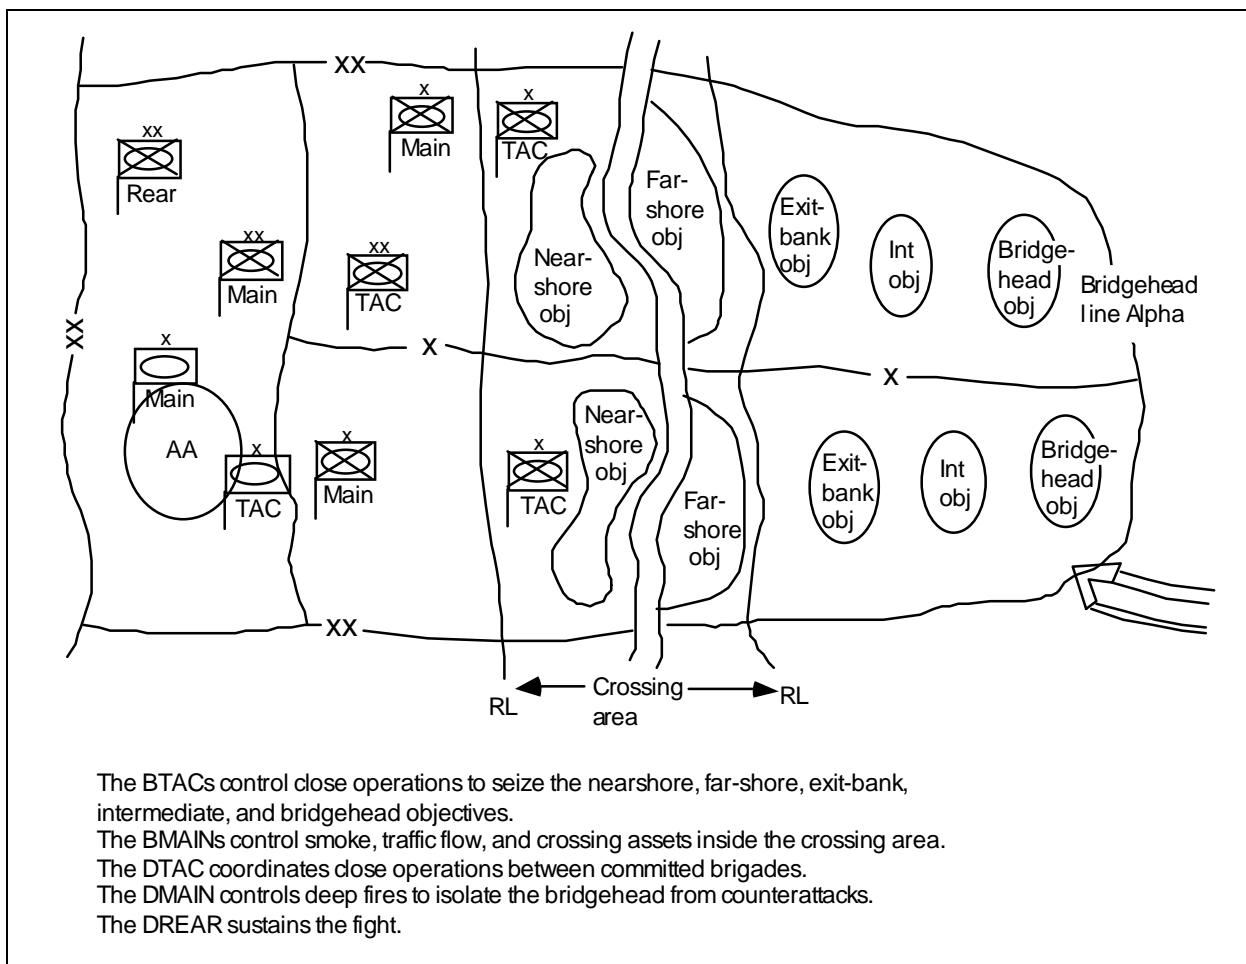 XX
x
Main
x
TAC
xx
Rear
Far-
shore
obj
Exit-
bank
obj
Int
obj
Bridge-
head
obj
Bridgehead
line Alpha
xx
Main
xx
TAC
Near-
shore
obj
XX
x
Main
X
X
AA
x
TAC
x
Main
x
TAC
Near-
shore
obj
Far-
shore
obj
Exit-
bank
obj
Int
obj
Bridge-
head
obj
XX
RL
Crossing
area
RL
The BTACs control close operations to seize the nearshore, far-shore, exit-bank,
intermediate, and bridgehead objectives.
The BMAINs control smoke, traffic flow, and crossing assets inside the crossing area.
The DTAC coordinates close operations between committed brigades.
The DMAIN controls deep fires to isolate the bridgehead from counterattacks.
The DREAR sustains the fight.